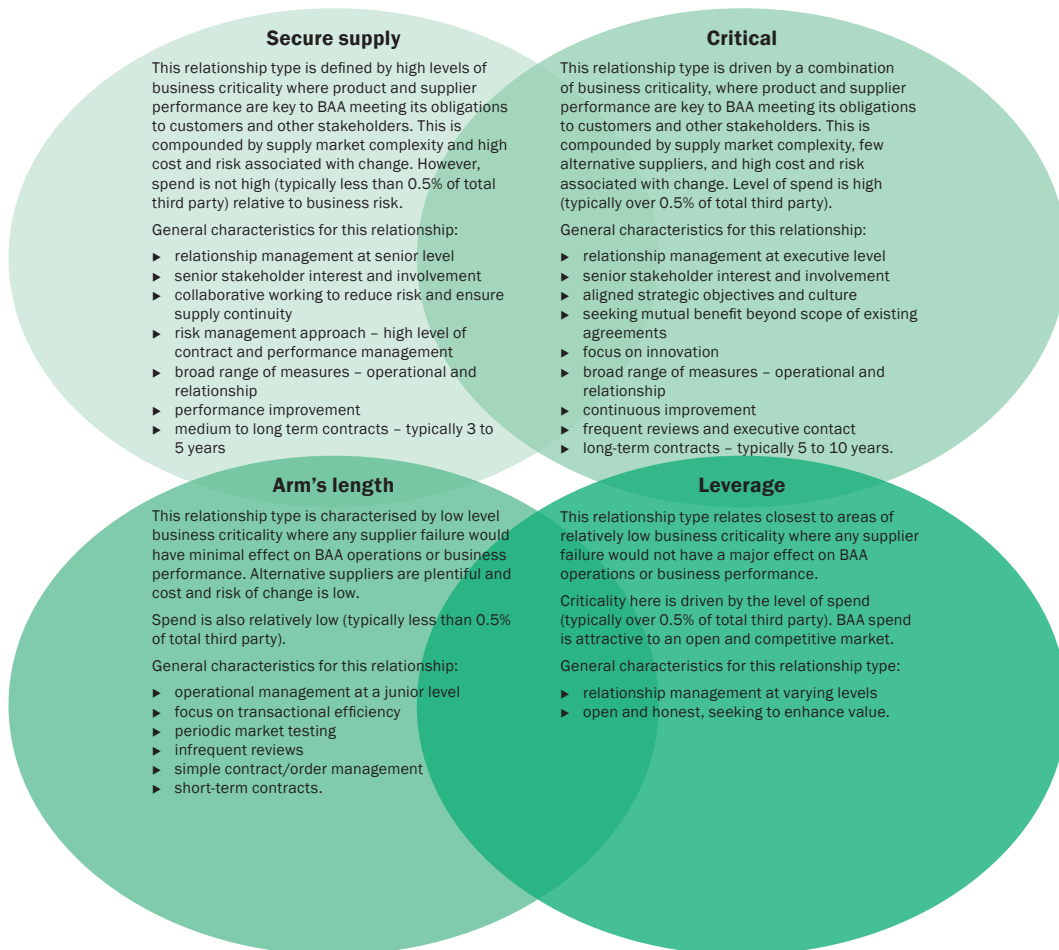 Secure supply
This relationship type is defined by high levels of
business criticality where product and supplier
performance are key to BAA meeting its obligations
to customers and other stakeholders. This is
compounded by supply market complexity and high
cost and risk associated with change. However,
spend is not high (typically less than 0.5% of total
third party) relative to business risk.
General characteristics for this relationship:
▶ relationship management at senior level
▶ senior stakeholder interest and involvement
▶ collaborative working to reduce risk and ensure
supply continuity
▶ risk management approach – high level of
contract and performance management
▶ broad range of measures – operational and
relationship
▶ performance improvement
▶ medium to long term contracts – typically 3 to
5 years
Critical
This relationship type is driven by a combination
of business criticality, where product and supplier
performance are key to BAA meeting its obligations
to customers and other stakeholders. This is
compounded by supply market complexity, few
alternative suppliers, and high cost and risk
associated with change. Level of spend is high
(typically over 0.5% of total third party).
General characteristics for this relationship:
▶ relationship management at executive level
▶ senior stakeholder interest and involvement
▶ aligned strategic objectives and culture
▶ seeking mutual benefit beyond scope of existing
agreements
▶ focus on innovation
▶ broad range of measures – operational and
relationship
▶ continuous improvement
▶ frequent reviews and executive contact
▶ long-term contracts – typically 5 to 10 years.
Arm's length
This relationship type is characterised by low level
business criticality where any supplier failure would
have minimal effect on BAA operations or business
performance. Alternative suppliers are plentiful and
cost and risk of change is low.
Spend is also relatively low (typically less than 0.5%
of total third party).
General characteristics for this relationship:
▶ operational management at a junior level
▶ focus on transactional efficiency
▶ periodic market testing
▶ infrequent reviews
▶ simple contract/order management
▶ short-term contracts.
Leverage
This relationship type relates closest to areas of
relatively low business criticality where any supplier
failure would not have a major effect on BAA
operations or business performance.
Criticality here is driven by the level of spend
(typically over 0.5% of total third party). BAA spend
is attractive to an open and competitive market.
General characteristics for this relationship type:
▶ relationship management at varying levels
▶ open and honest, seeking to enhance value.